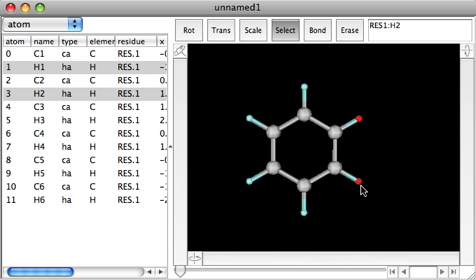 unnamed1
atom
Rot Trans Scale Select Bond Erase RES1:H2
atom name type elemen residue x
0 C1 ca C RES.1 −0
1 H1 ha H RES.1 −1
2 C2 ca C RES.1 0.
3 H2 ha H RES.1 1.
4 C3 ca C RES.1 1.
5 H3 ha H RES.1 2.
6 C4 ca C RES.1 0.
7 H4 ha H RES.1 1.
8 C5 ca C RES.1 −0
9 H5 ha H RES.1 −1
10 C6 ca C RES.1 −1
11 H6 ha H RES.1 −2